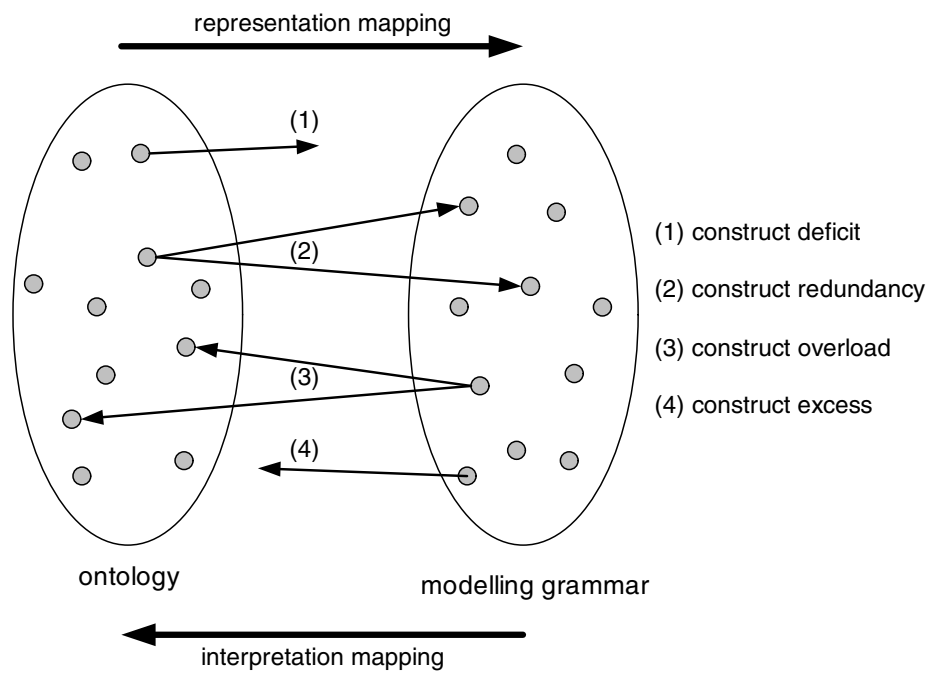 representation mapping
(1)
(2)
(3)
(4)
(1) construct deficit
(2) construct redundancy
(3) construct overload
(4) construct excess
ontology
modelling grammar
interpretation mapping